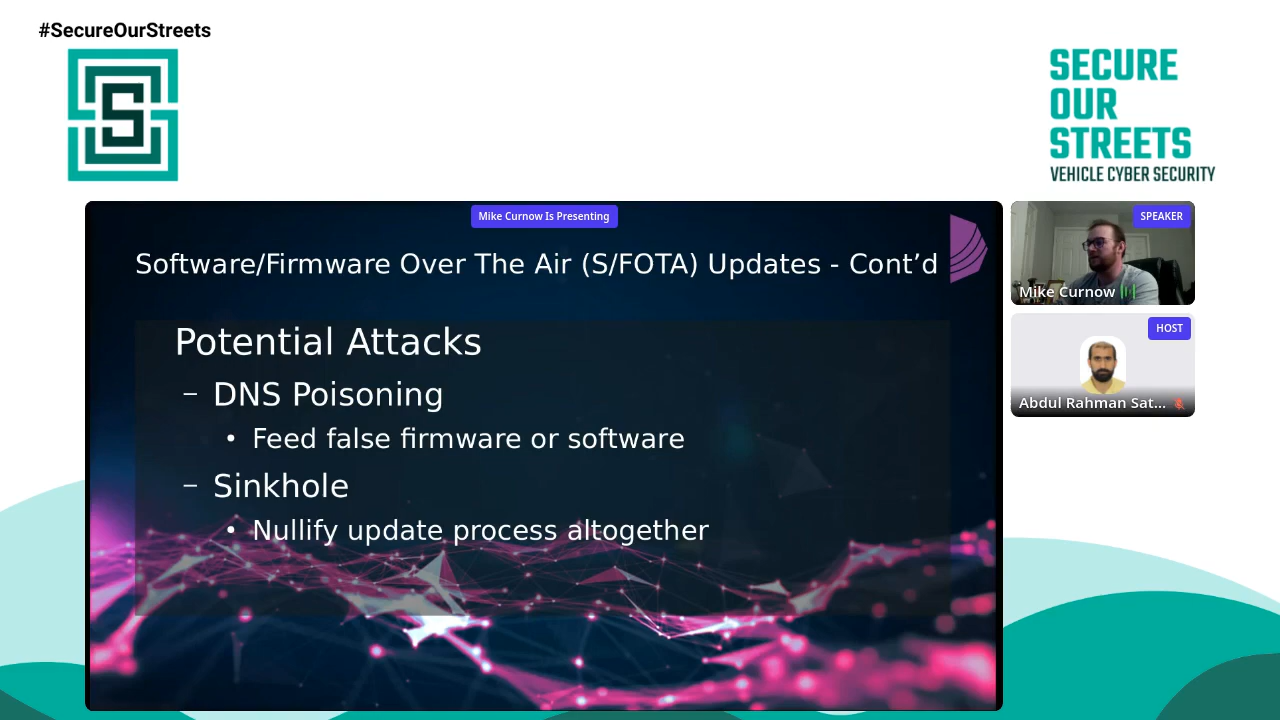 #SecureOurStreets
S
SECURE
OUR
STREETS
VEHICLE CYBER SECURITY
Mike Curnow Is Presenting
Software/Firmware Over The Air (S/FOTA) Updates - Cont’d
Potential Attacks
– DNS Poisoning
• Feed false firmware or software
– Sinkhole
• Nullify update process altogether
SPEAKER
Mike Curnow
HOST
Abdul Rahman Sat...